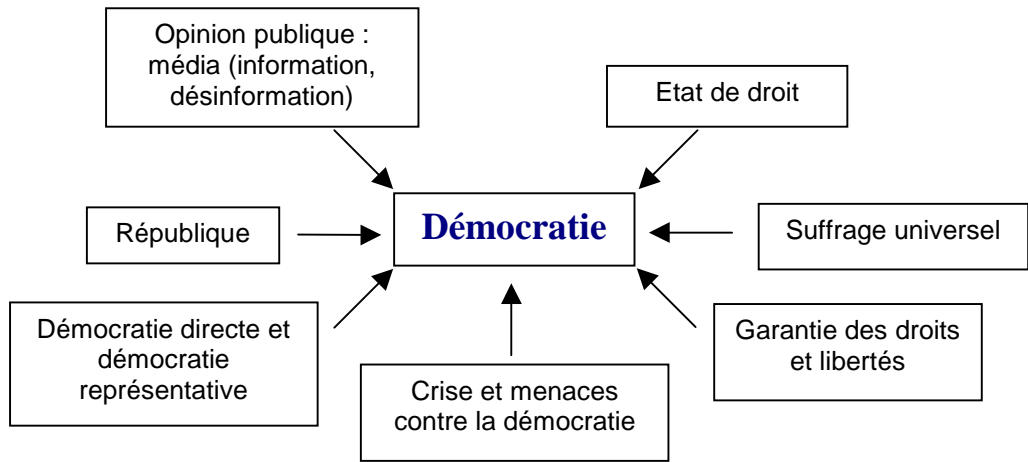 Opinion publique :
média (information,
désinformation)
Etat de droit
République
Démocratie
Suffrage universel
Démocratie directe et
démocratie
représentative
Crise et menaces
contre la démocratie
Garantie des droits
et libertés